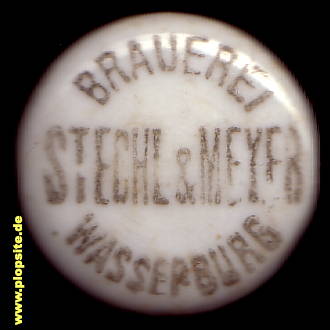 BRAUEREI
STECHL & MEYER
WASSERBURG
www.plopsite.de